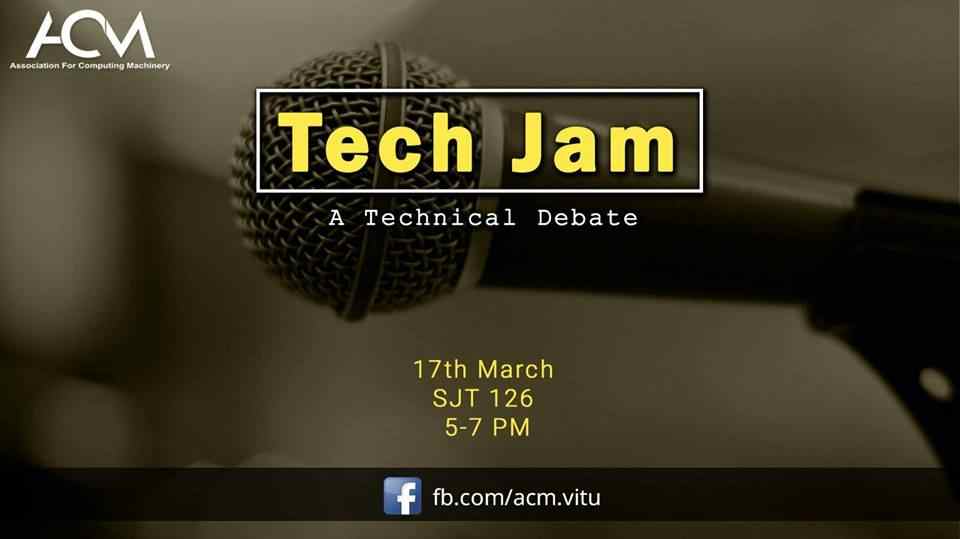 ACM
Association For Computing Machinery
Tech Jam
A Technical Debate
17th March
SJT 126
5-7 PM
f fb.com/acm.vitu